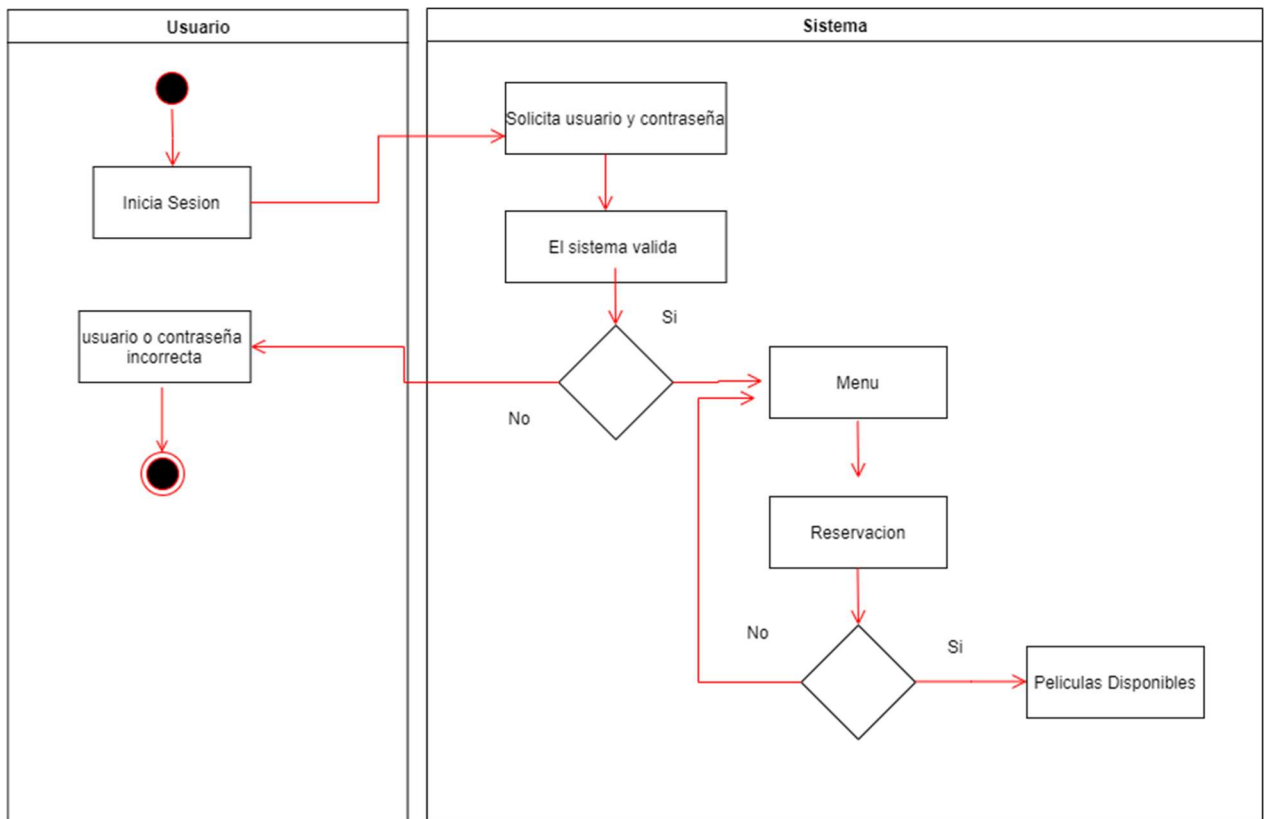 Usuario
Sistema
Solicita usuario y contraseña
Inicia Sesion
El sistema valida
Si
usuario o contraseña
incorrecta
Menu
No
Reservacion
No
Si
Peliculas Disponibles